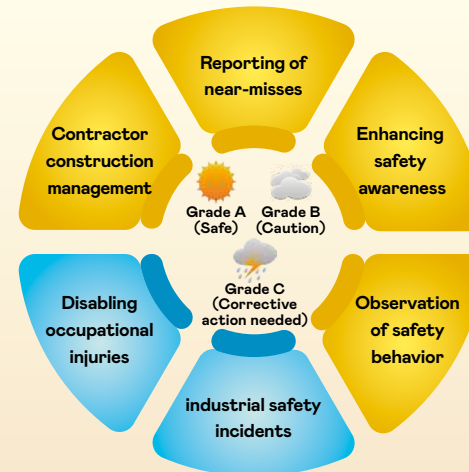 Reporting of
near-misses
Contractor
construction
management
Enhancing
safety
awareness
Grade A
(Safe)
Grade B
(Caution)
Grade C
(Corrective
action needed)
Disabling
occupational
injuries
Observation
of safety
behavior
industrial safety
incidents